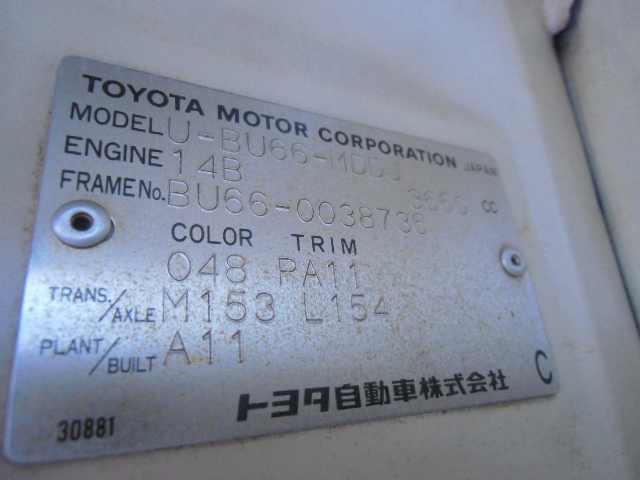 TOYOTA MOTOR CORPORATION JAPAN
MODEL U-BU66-MDDJ
ENGINE 14B 3660 CC
FRAME No. BU66-0038736
COLOR TRIM
048 PA11
TRANS./AXLE M153 L154
PLANT/BUILT A11
トヨタ自動車株式会社 C
30881